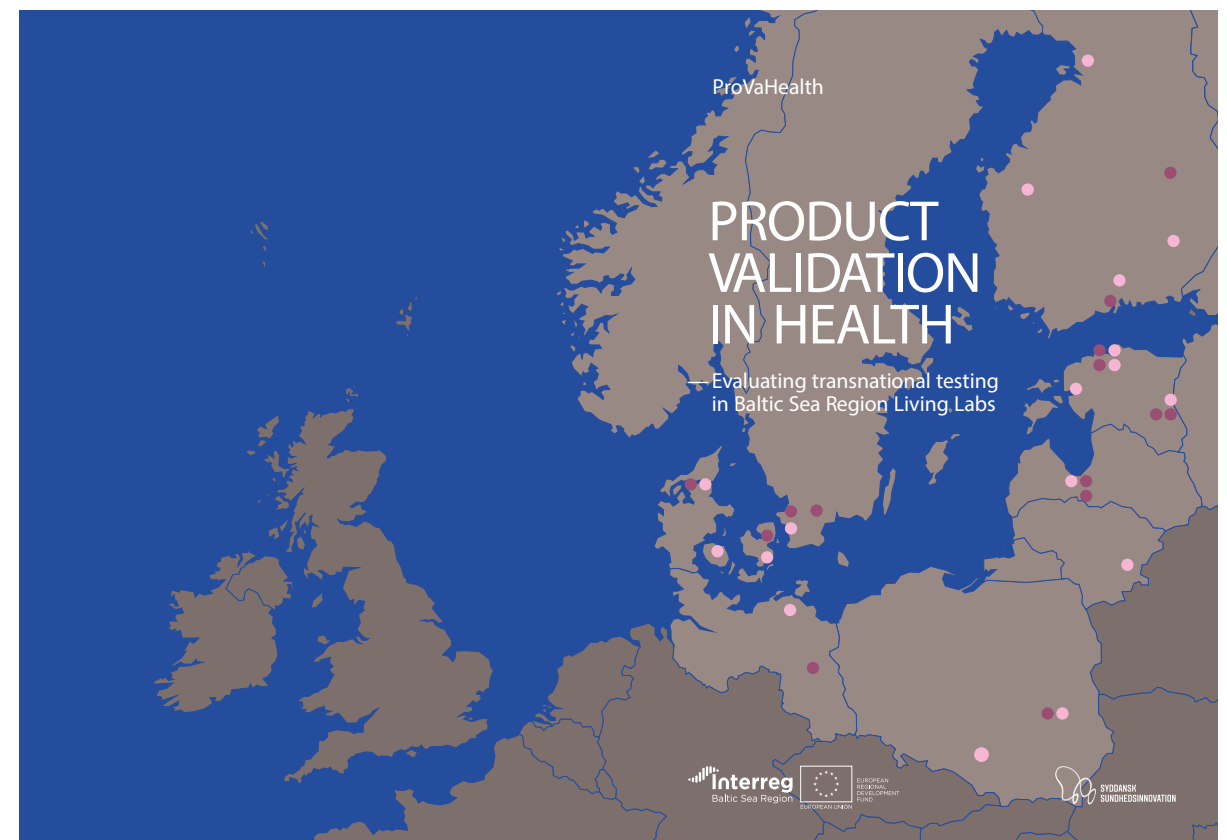 ProVaHealth
PRODUCT
VALIDATION
IN HEALTH
— Evaluating transnational testing
in Baltic Sea Region Living Labs
Interreg
Baltic Sea Region
EUROPEAN UNION
EUROPEAN
REGIONAL
DEVELOPMENT
FUND
SYDDANSK
SUNDHEDSINNOVATION